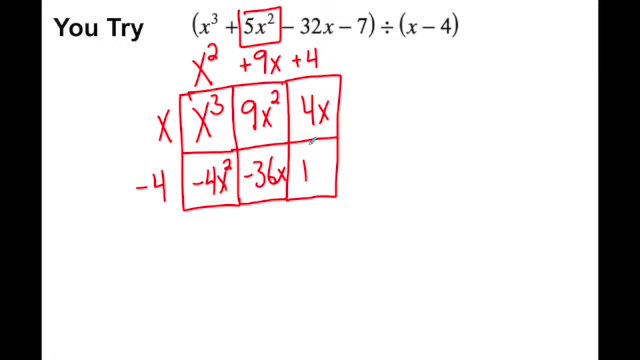 You Try (x³ + 5x² − 32x − 7) ÷ (x − 4)
x² +9x +4
x x³ 9x² 4x
−4 −4x² −36x 1